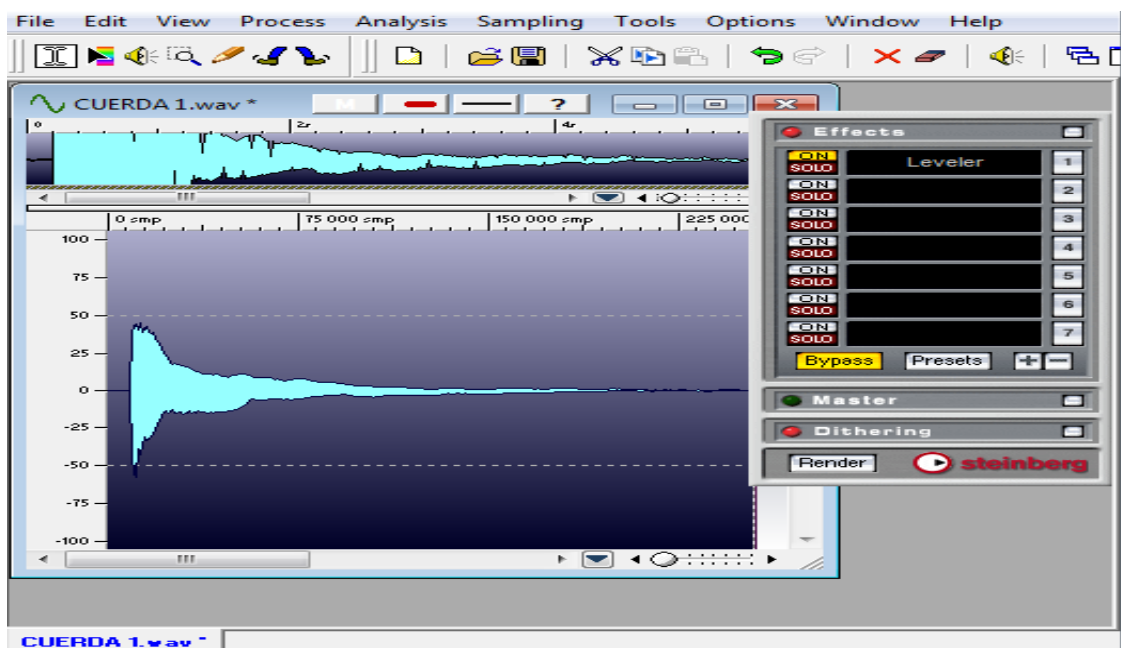 File Edit View Process Analysis Sampling Tools Options Window Help
CUERDA 1.wav *
M ?
0 2r 4r
0 smp 75 000 smp 150 000 smp 225 000
100
75
50
25
0
-25
-50
-75
-100
Effects
ON
SOLO Leveler 1
ON
SOLO 2
ON
SOLO 3
ON
SOLO 4
ON
SOLO 5
ON
SOLO 6
ON
SOLO 7
Bypass Presets + −
Master
Dithering
Render steinberg
CUERDA 1.wav *